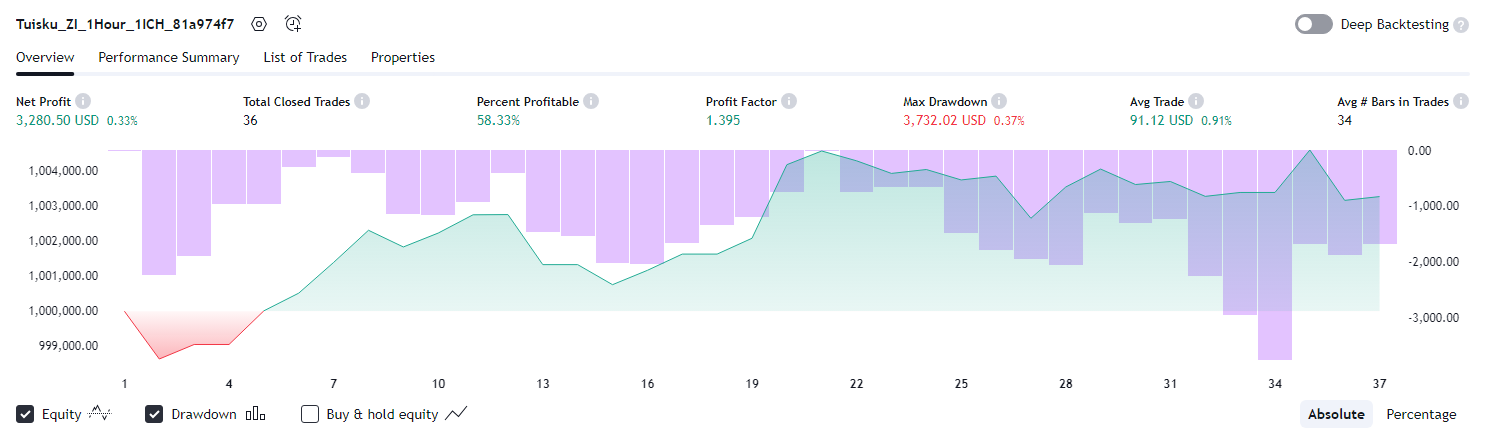 Tuisku_ZI_1Hour_1ICH_81a974f7 Deep Backtesting ?
Overview Performance Summary List of Trades Properties
Net Profit Total Closed Trades Percent Profitable Profit Factor Max Drawdown Avg Trade Avg # Bars in Trades
3,280.50 USD 0.33% 36 58.33% 1.395 3,732.02 USD 0.37% 91.12 USD 0.91% 34
0.00
1,004,000.00
1,003,000.00 -1,000.00
1,002,000.00
1,001,000.00 -2,000.00
1,000,000.00 -3,000.00
999,000.00
1 4 7 10 13 16 19 22 25 28 31 34 37
Equity Drawdown Buy & hold equity Absolute Percentage